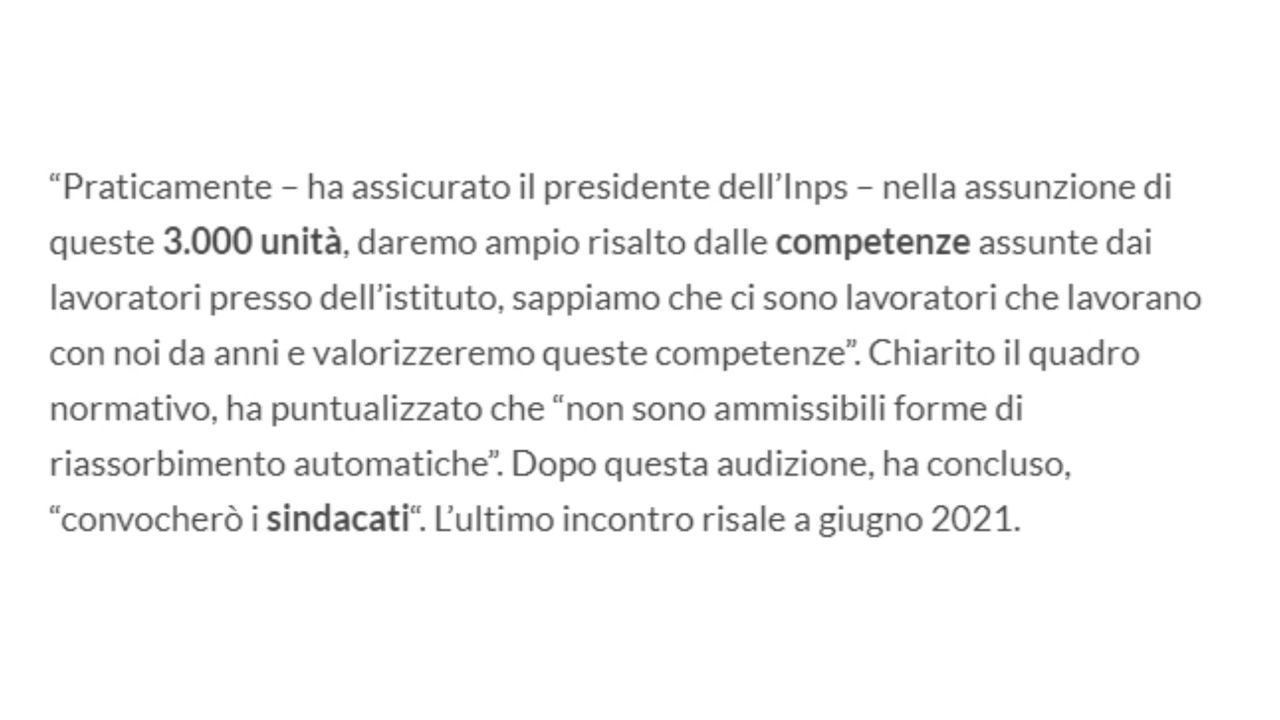 “Praticamente – ha assicurato il presidente dell’Inps – nella assunzione di
queste 3.000 unità, daremo ampio risalto dalle competenze assunte dai
lavoratori presso dell’istituto, sappiamo che ci sono lavoratori che lavorano
con noi da anni e valorizzeremo queste competenze”. Chiarito il quadro
normativo, ha puntualizzato che “non sono ammissibili forme di
riassorbimento automatiche”. Dopo questa audizione, ha concluso,
“convocherò i sindacati“. L’ultimo incontro risale a giugno 2021.